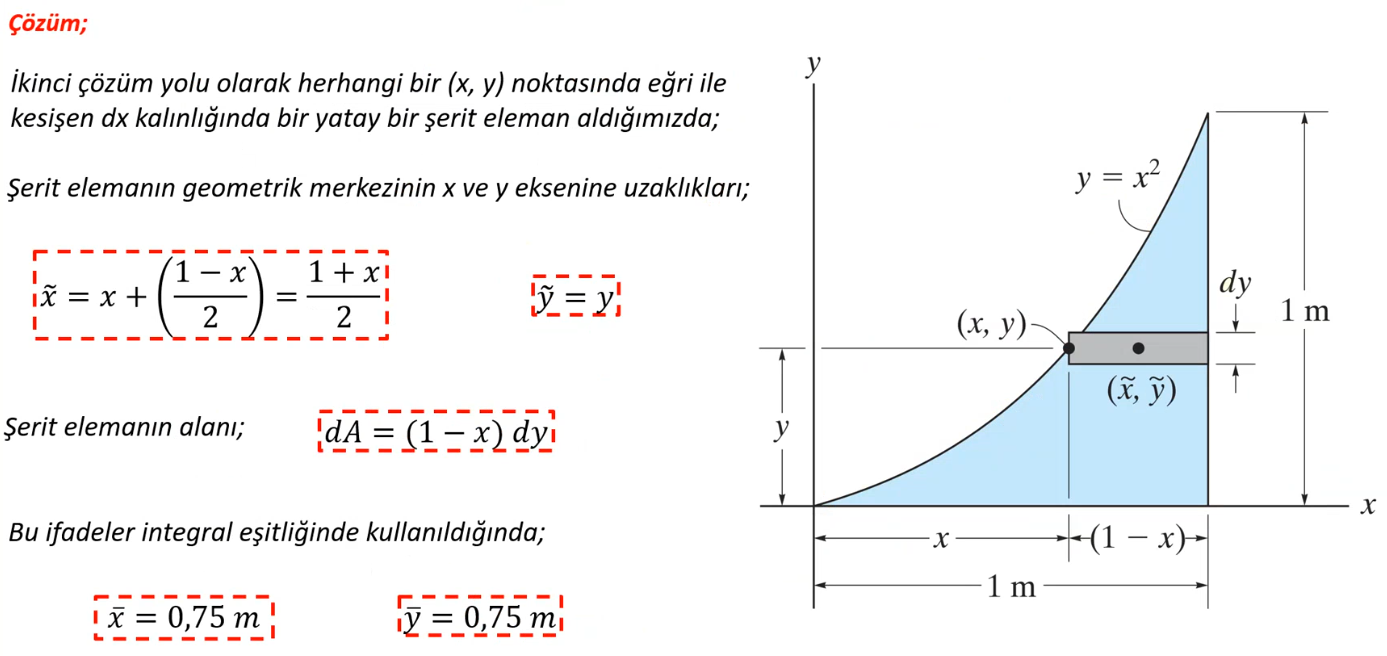 Çözüm;
İkinci çözüm yolu olarak herhangi bir (x, y) noktasında eğri ile
kesişen dx kalınlığında bir yatay bir şerit eleman aldığımızda;
Şerit elemanın geometrik merkezinin x ve y eksenine uzaklıkları;
x̃ = x + ((1 − x)/2) = (1 + x)/2
ỹ = y
Şerit elemanın alanı;
dA = (1 − x) dy
Bu ifadeler integral eşitliğinde kullanıldığında;
x̄ = 0,75 m
ȳ = 0,75 m
y
y = x²
dy
1 m
(x, y)
(x̃, ỹ)
y
x
x
(1 − x)
1 m